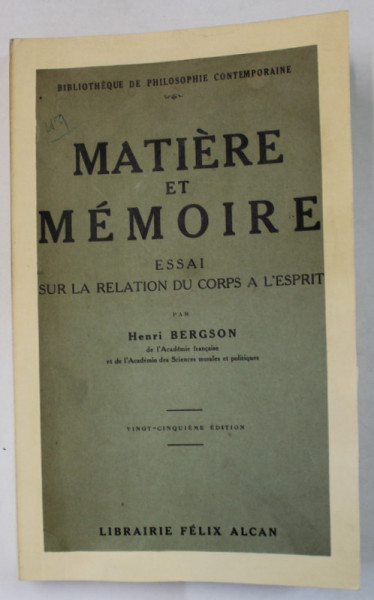 BIBLIOTHÈQUE DE PHILOSOPHIE CONTEMPORAINE
MATIÈRE
ET
MÉMOIRE
ESSAI
SUR LA RELATION DU CORPS A L'ESPRIT
PAR
Henri BERGSON
de l'Académie française
et de l'Académie des Sciences morales et politiques
VINGT-CINQUIÈME ÉDITION
LIBRAIRIE FÉLIX ALCAN